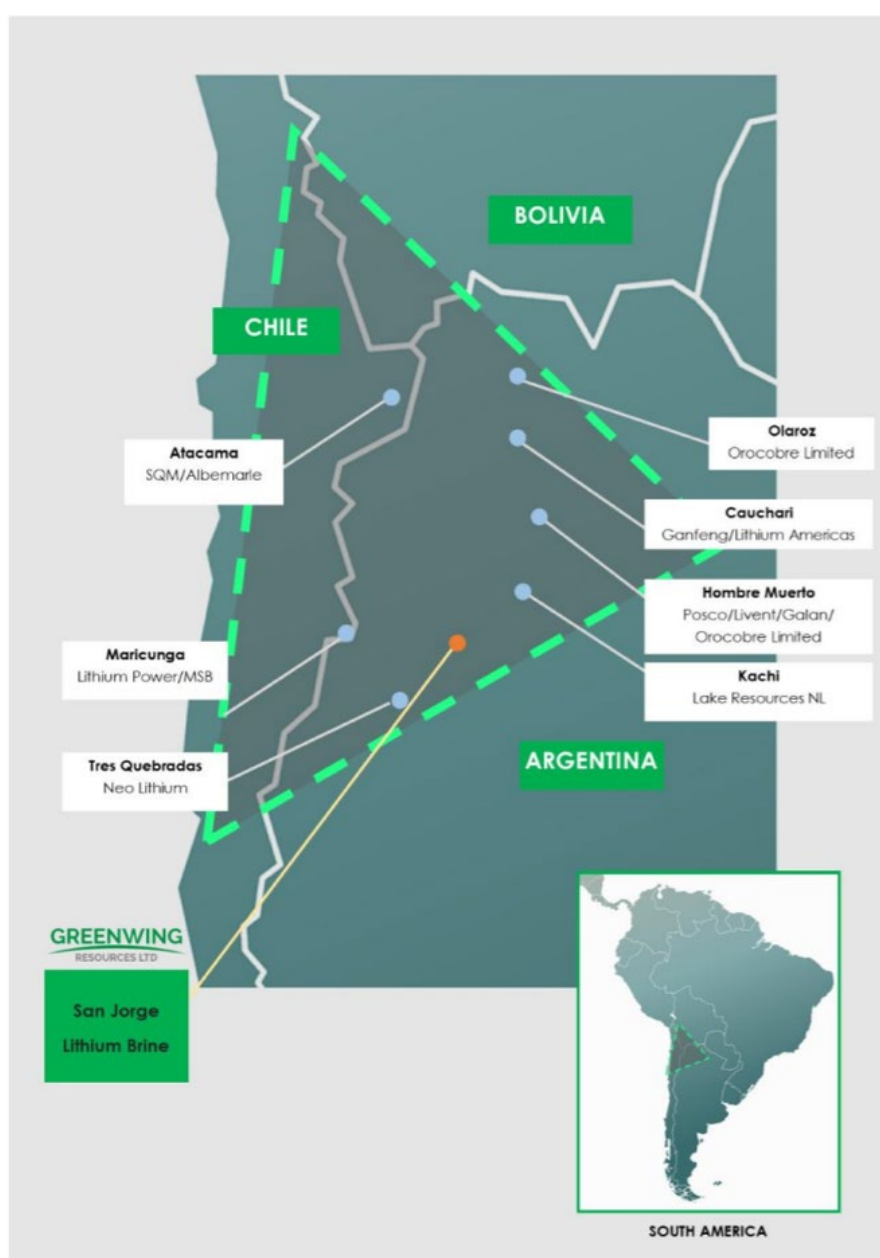 BOLIVIA
CHILE
Olaroz
Orocobre Limited
Atacama
SQM/Albemarle
Cauchari
Ganfeng/Lithium Americas
Hombre Muerto
Posco/Livent/Galan/
Orocobre Limited
Maricunga
Lithium Power/MSB
Kachi
Lake Resources NL
Tres Quebradas
Neo Lithium
ARGENTINA
GREENWING
RESOURCES LTD
San Jorge
Lithium Brine
SOUTH AMERICA